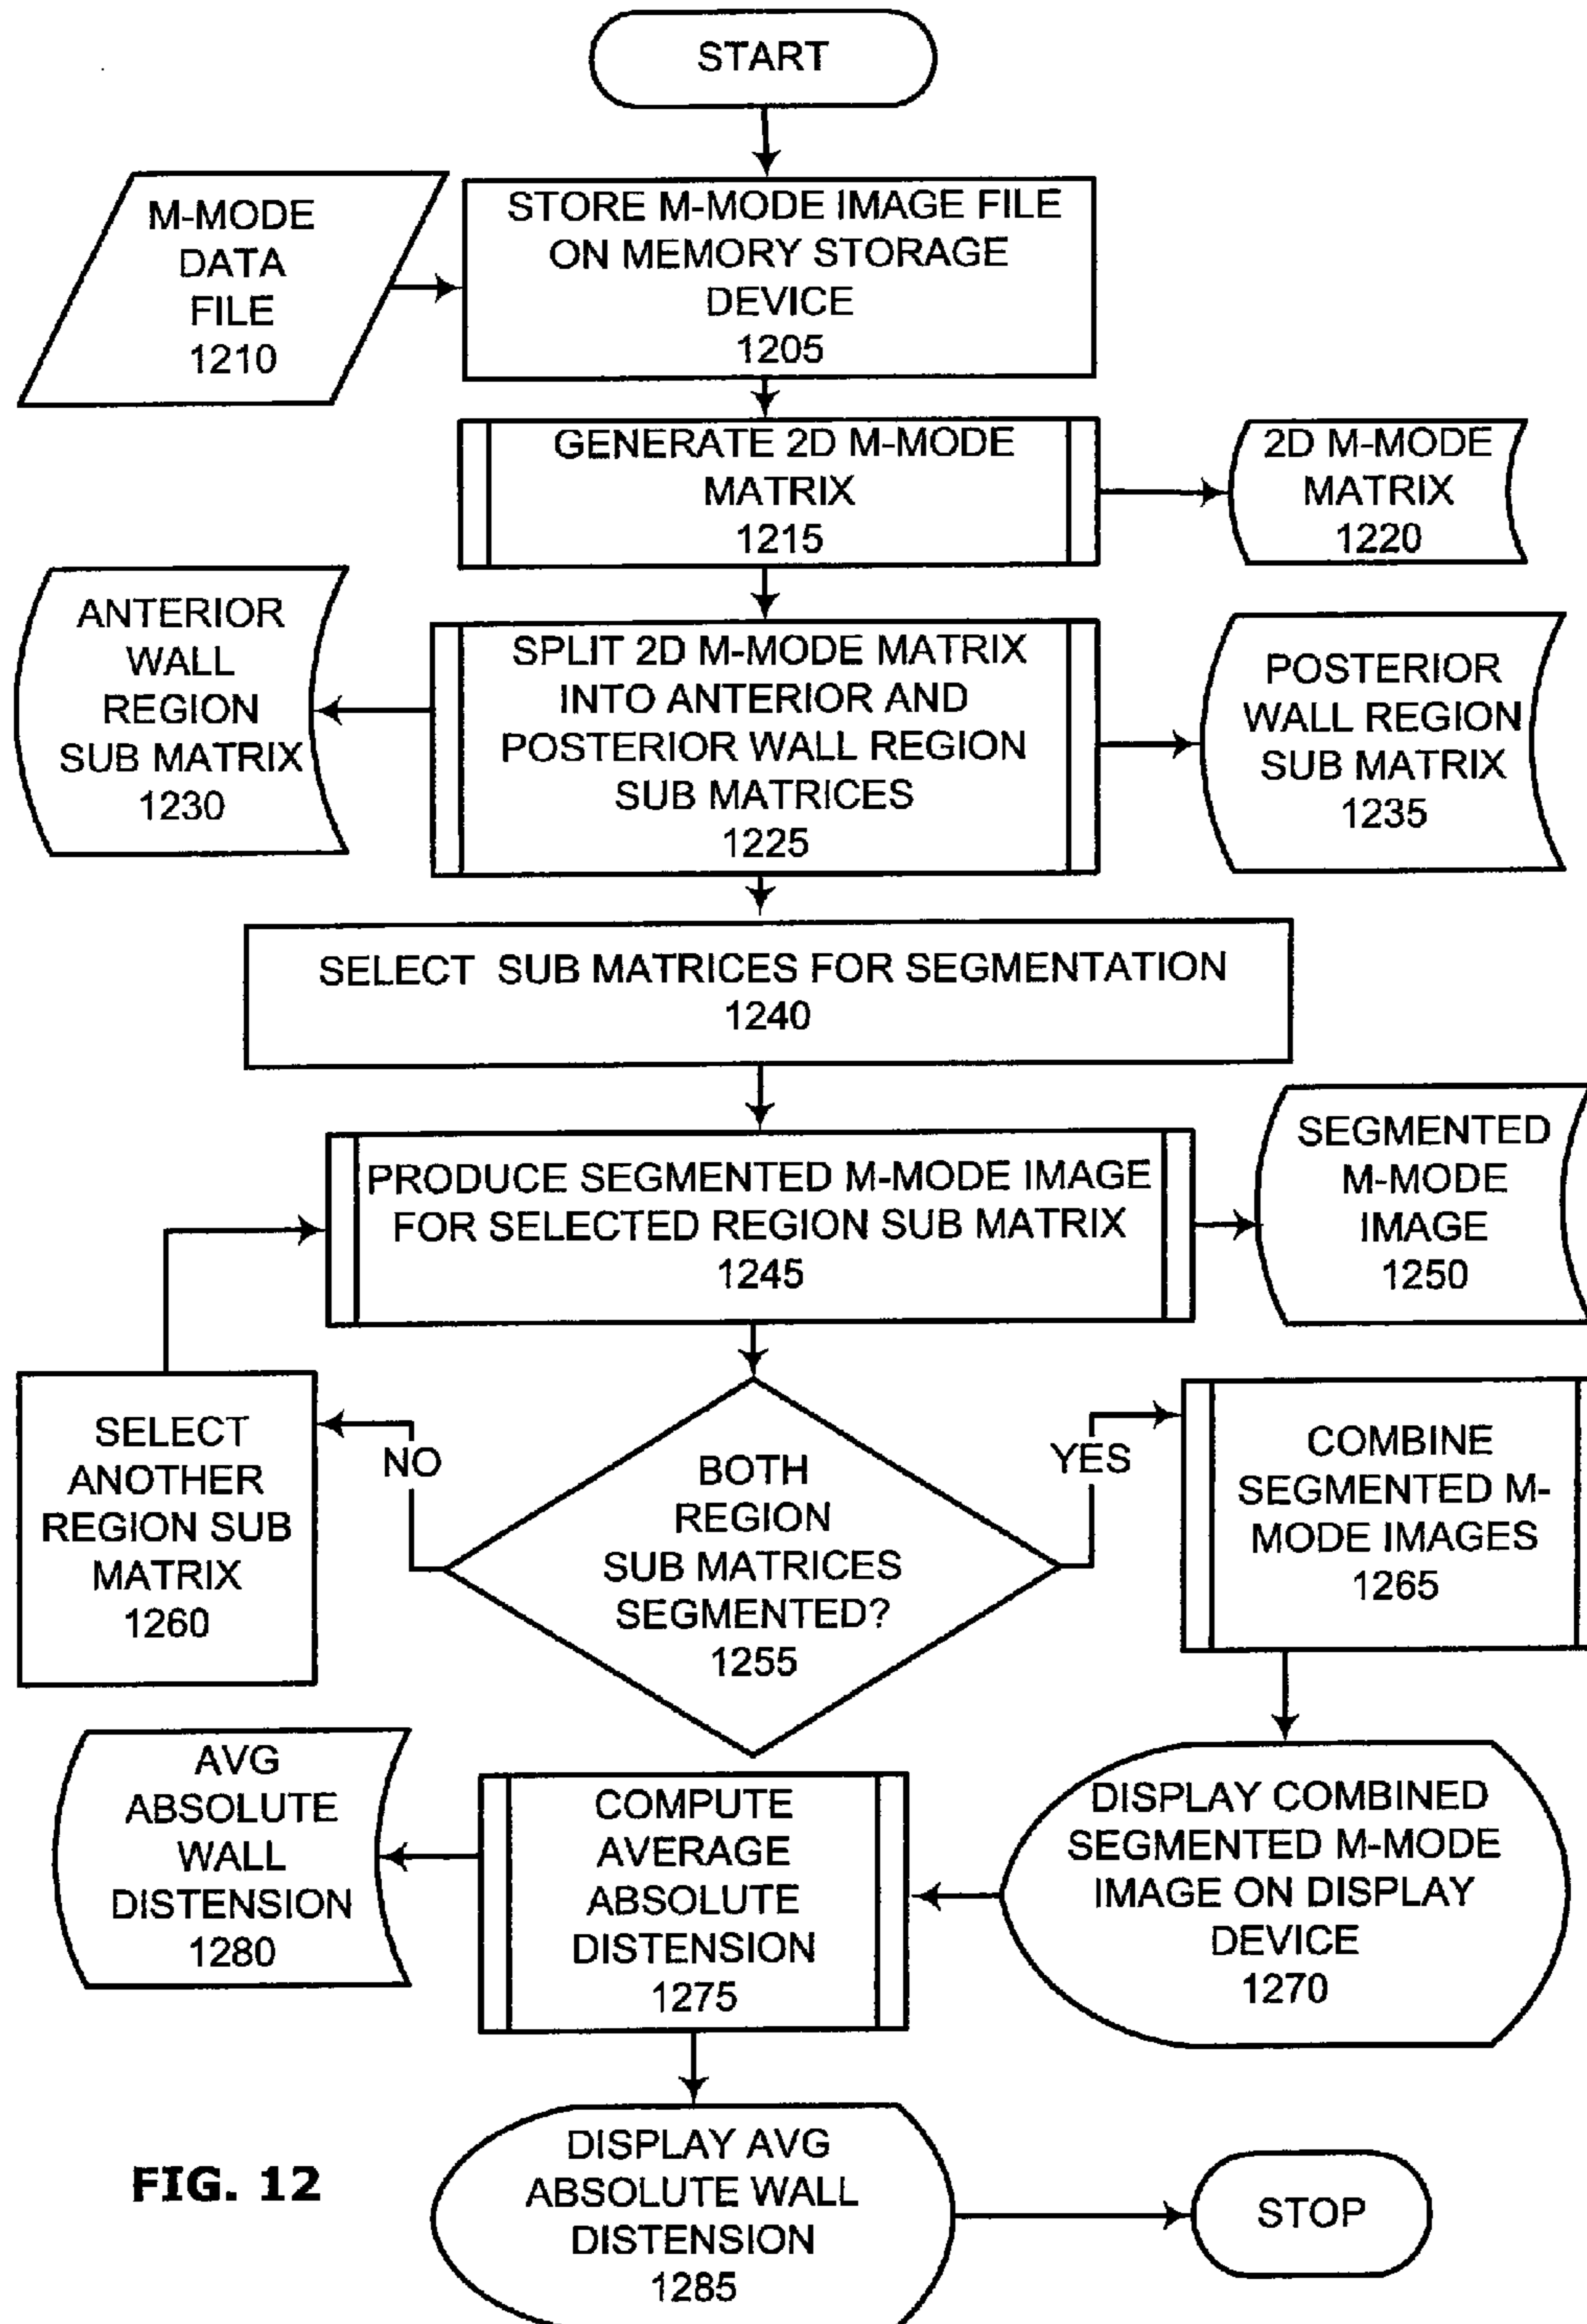 START
M-MODE
DATA
FILE
1210
STORE M-MODE IMAGE FILE
ON MEMORY STORAGE
DEVICE
1205
GENERATE 2D M-MODE
MATRIX
1215
2D M-MODE
MATRIX
1220
ANTERIOR
WALL
REGION
SUB MATRIX
1230
SPLIT 2D M-MODE MATRIX
INTO ANTERIOR AND
POSTERIOR WALL REGION
SUB MATRICES
1225
POSTERIOR
WALL REGION
SUB MATRIX
1235
SELECT SUB MATRICES FOR SEGMENTATION
1240
PRODUCE SEGMENTED M-MODE IMAGE
FOR SELECTED REGION SUB MATRIX
1245
SEGMENTED
M-MODE
IMAGE
1250
SELECT
ANOTHER
REGION SUB
MATRIX
1260
NO
BOTH
REGION
SUB MATRICES
SEGMENTED?
1255
YES
COMBINE
SEGMENTED M-
MODE IMAGES
1265
AVG
ABSOLUTE
WALL
DISTENSION
1280
COMPUTE
AVERAGE
ABSOLUTE
DISTENSION
1275
DISPLAY COMBINED
SEGMENTED M-MODE
IMAGE ON DISPLAY
DEVICE
1270
FIG. 12
DISPLAY AVG
ABSOLUTE WALL
DISTENSION
1285
STOP